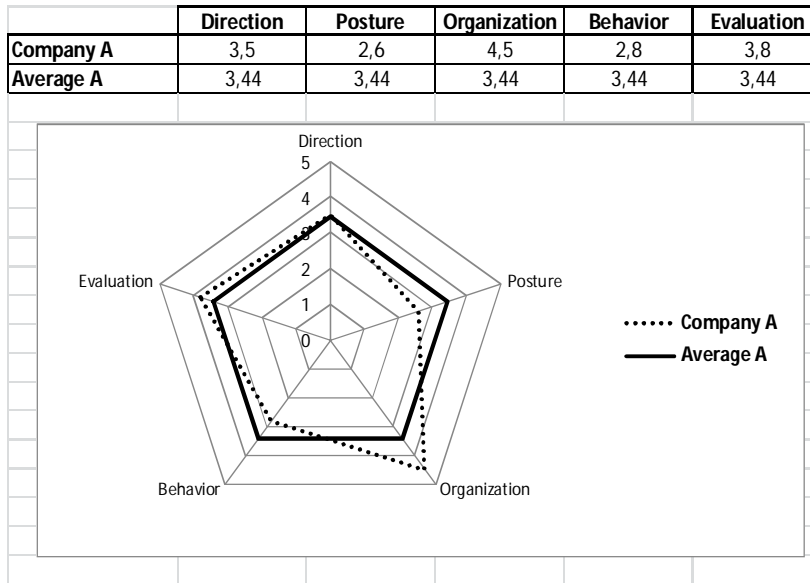 Direction Posture Organization Behavior Evaluation
Company A 3,5 2,6 4,5 2,8 3,8
Average A 3,44 3,44 3,44 3,44 3,44
Direction
5
4
3
2
1
0
Evaluation
Posture
Company A
Average A
Behavior
Organization